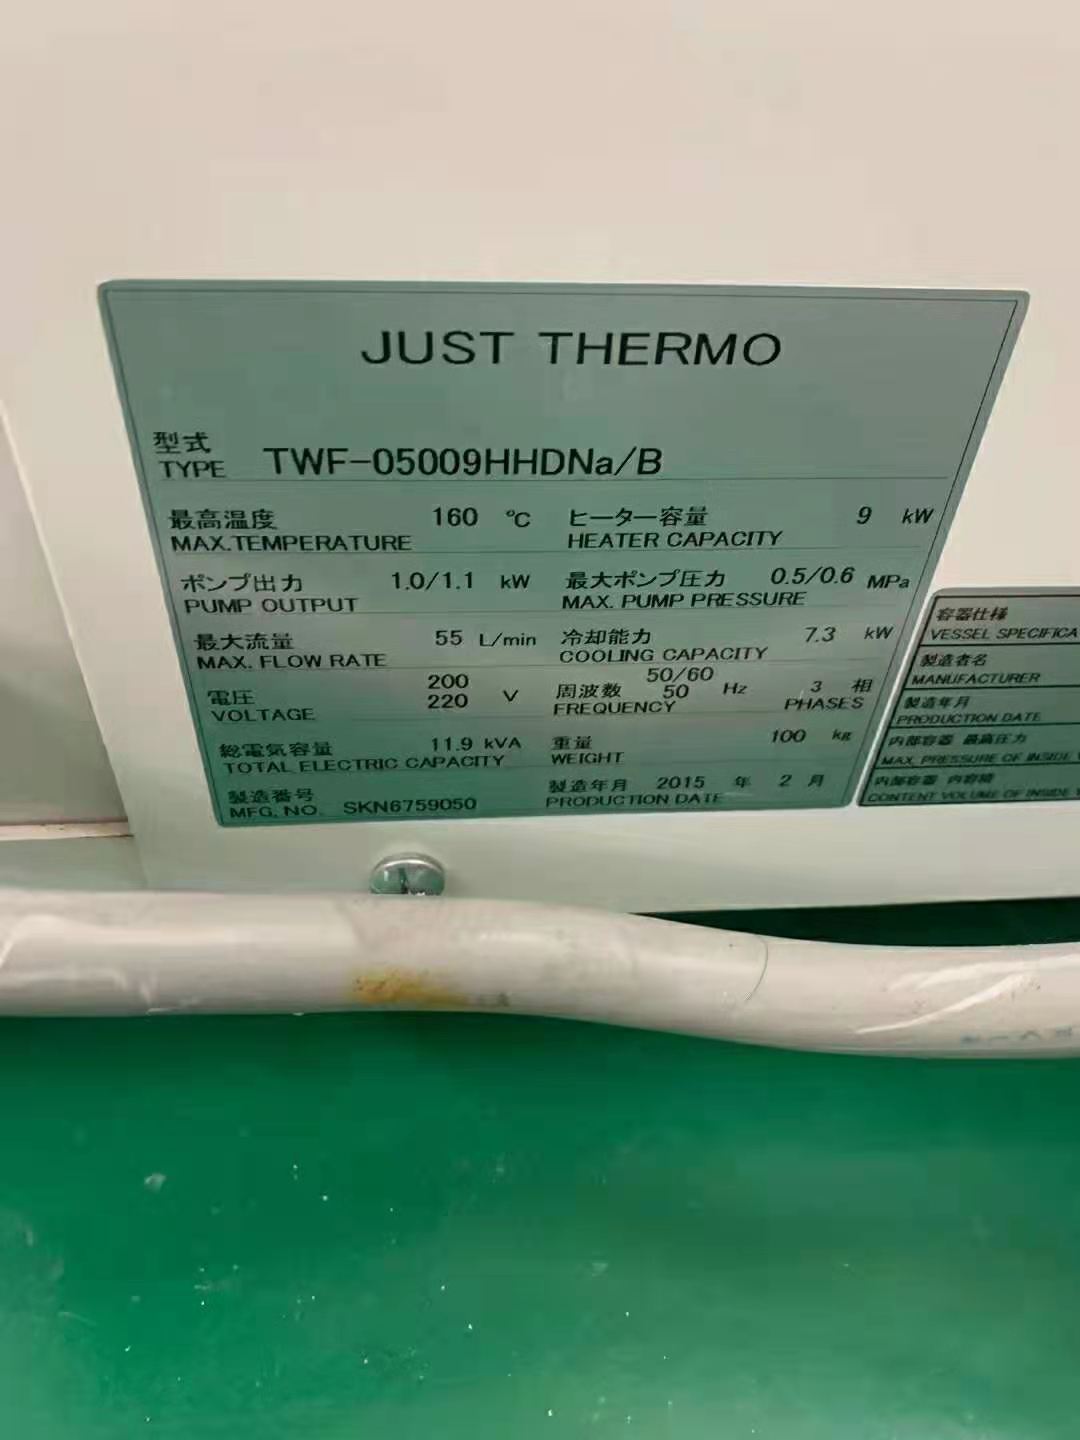 JUST THERMO
型式
TYPE TWF-05009HHDNa/B
最高温度 160 ℃ ヒーター容量 9 kW
MAX.TEMPERATURE HEATER CAPACITY
ポンプ出力 1.0/1.1 kW 最大ポンプ圧力 0.5/0.6 MPa
PUMP OUTPUT MAX. PUMP PRESSURE
最大流量 55 L/min 冷却能力 7.3 kW
MAX. FLOW RATE COOLING CAPACITY
電圧 200 220 V 周波数 50/60 50 Hz 3 相
VOLTAGE FREQUENCY PHASES
総電気容量 11.9 kVA 重量 100 kg
TOTAL ELECTRIC CAPACITY WEIGHT
製造番号 製造年月 2015 年 2 月
MFG. NO. SKN6759050 PRODUCTION DATE
容器仕様
VESSEL SPECIFICA
製造者名
MANUFACTURER
製造年月
PRODUCTION DATE
内部容器 最高圧力
MAX. PRESSURE OF INSIDE V
内部容器 内容積
CONTENT VOLUME OF INSIDE V